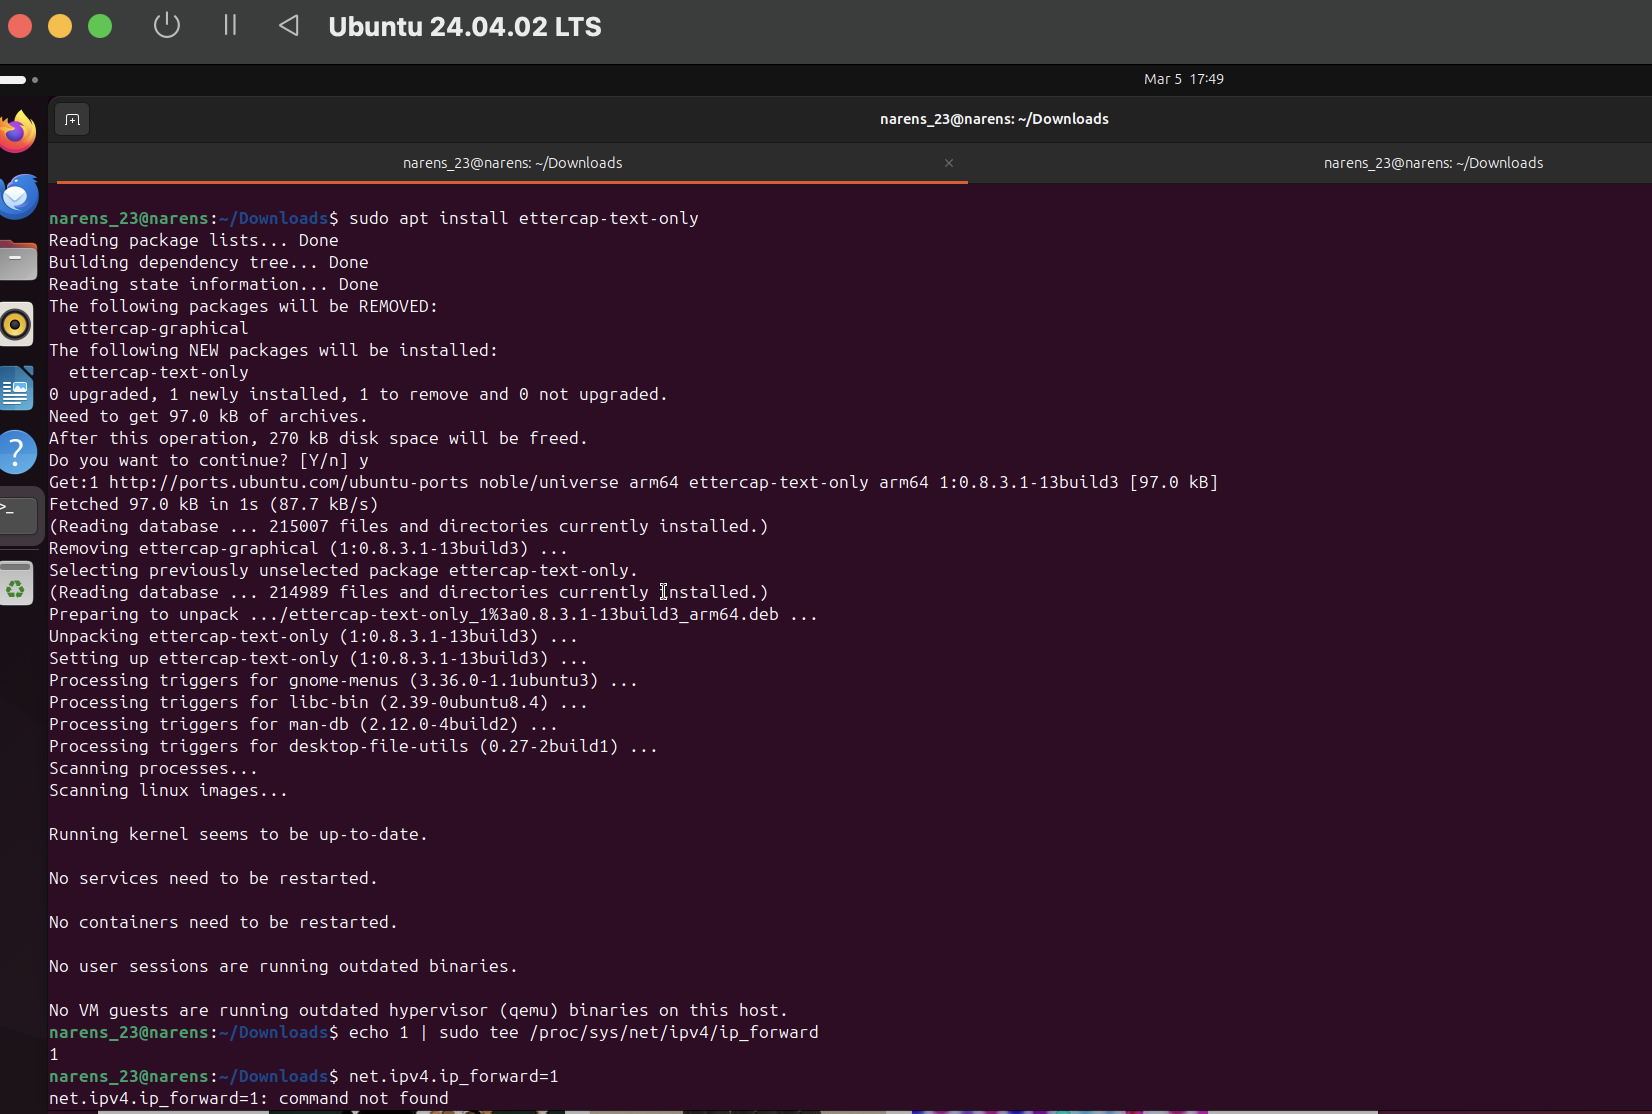 Ubuntu 24.04.02 LTS
Mar 5 17:49
narens_23@narens: ~/Downloads
narens_23@narens: ~/Downloads
narens_23@narens: ~/Downloads
narens_23@narens:~/Downloads$ sudo apt install ettercap-text-only
Reading package lists... Done
Building dependency tree... Done
Reading state information... Done
The following packages will be REMOVED:
  ettercap-graphical
The following NEW packages will be installed:
  ettercap-text-only
0 upgraded, 1 newly installed, 1 to remove and 0 not upgraded.
Need to get 97.0 kB of archives.
After this operation, 270 kB disk space will be freed.
Do you want to continue? [Y/n] y
Get:1 http://ports.ubuntu.com/ubuntu-ports noble/universe arm64 ettercap-text-only arm64 1:0.8.3.1-13build3 [97.0 kB]
Fetched 97.0 kB in 1s (87.7 kB/s)
(Reading database ... 215007 files and directories currently installed.)
Removing ettercap-graphical (1:0.8.3.1-13build3) ...
Selecting previously unselected package ettercap-text-only.
(Reading database ... 214989 files and directories currently installed.)
Preparing to unpack .../ettercap-text-only_1%3a0.8.3.1-13build3_arm64.deb ...
Unpacking ettercap-text-only (1:0.8.3.1-13build3) ...
Setting up ettercap-text-only (1:0.8.3.1-13build3) ...
Processing triggers for gnome-menus (3.36.0-1.1ubuntu3) ...
Processing triggers for libc-bin (2.39-0ubuntu8.4) ...
Processing triggers for man-db (2.12.0-4build2) ...
Processing triggers for desktop-file-utils (0.27-2build1) ...
Scanning processes...
Scanning linux images...
Running kernel seems to be up-to-date.
No services need to be restarted.
No containers need to be restarted.
No user sessions are running outdated binaries.
No VM guests are running outdated hypervisor (qemu) binaries on this host.
narens_23@narens:~/Downloads$ echo 1 | sudo tee /proc/sys/net/ipv4/ip_forward
1
narens_23@narens:~/Downloads$ net.ipv4.ip_forward=1
net.ipv4.ip_forward=1: command not found